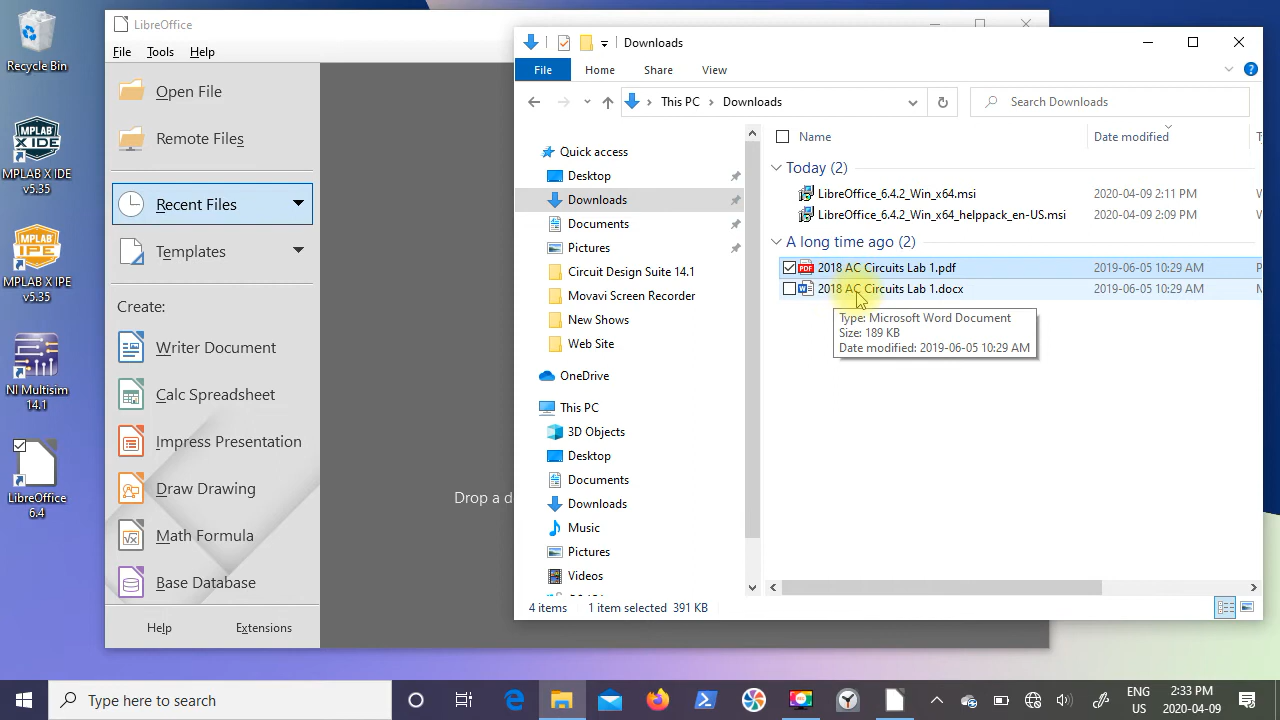 Recycle Bin
MPLAB
X IDE
MPLAB X IDE
v5.35
MPLAB
IPE
MPLAB X IPE
v5.35
NI Multisim
14.1
LibreOffice
6.4
LibreOffice
File Tools Help
Open File
Remote Files
Recent Files
Templates
Create:
Writer Document
Calc Spreadsheet
Impress Presentation
Draw Drawing
Math Formula
Base Database
Help Extensions
Drop a d
Downloads
File Home Share View
This PC Downloads
Search Downloads
Quick access
Desktop
Downloads
Documents
Pictures
Circuit Design Suite 14.1
Movavi Screen Recorder
New Shows
Web Site
OneDrive
This PC
3D Objects
Desktop
Documents
Downloads
Music
Pictures
Videos
Name Date modified
Today (2)
LibreOffice_6.4.2_Win_x64.msi 2020-04-09 2:11 PM
LibreOffice_6.4.2_Win_x64_helppack_en-US.msi 2020-04-09 2:09 PM
A long time ago (2)
PDF 2018 AC Circuits Lab 1.pdf 2019-06-05 10:29 AM
2018 AC Circuits Lab 1.docx 2019-06-05 10:29 AM
Type: Microsoft Word Document
Size: 189 KB
Date modified: 2019-06-05 10:29 AM
4 items 1 item selected 391 KB
Type here to search
ENG
US
2:33 PM
2020-04-09